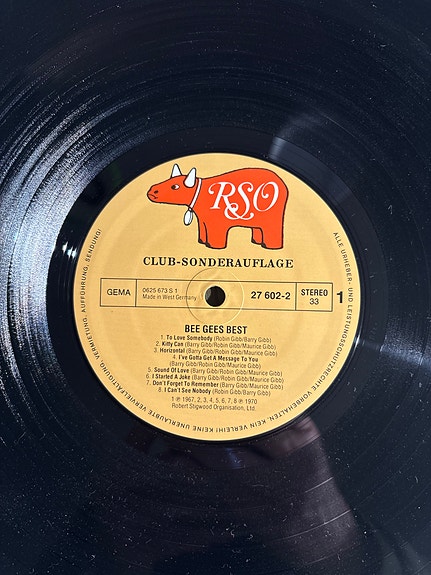 RSO
CLUB-SONDERAUFLAGE
GEMA
0625 673 S 1
Made in West Germany
27 602-2
STEREO
33
1
BEE GEES BEST
1. To Love Somebody (Robin Gibb/Barry Gibb)
2. Kitty Can (Barry Gibb/Robin Gibb/Maurice Gibb)
3. Horizontal (Barry Gibb/Robin Gibb/Maurice Gibb)
4. I've Gotta Get A Message To You
(Barry Gibb/Robin Gibb/Maurice Gibb)
5. Sound Of Love (Barry Gibb/Robin Gibb/Maurice Gibb)
6. I Started A Joke (Barry Gibb/Robin Gibb/Maurice Gibb)
7. Don't Forget To Remember (Barry Gibb/Maurice Gibb)
8. I Can't See Nobody (Barry Gibb/Robin Gibb)
1 ℗ 1967, 2, 3, 4, 5, 6, 7, 8 ℗ 1970
Robert Stigwood Organisation, Ltd.
ALLE URHEBER- UND LEISTUNGSSCHUTZRECHTE VORBEHALTEN. KEIN VERLEIH! KEINE UNERLAUBTE VERVIELFÄLTIGUNG, VERMIETUNG, AUFFÜHRUNG, SENDUNG!